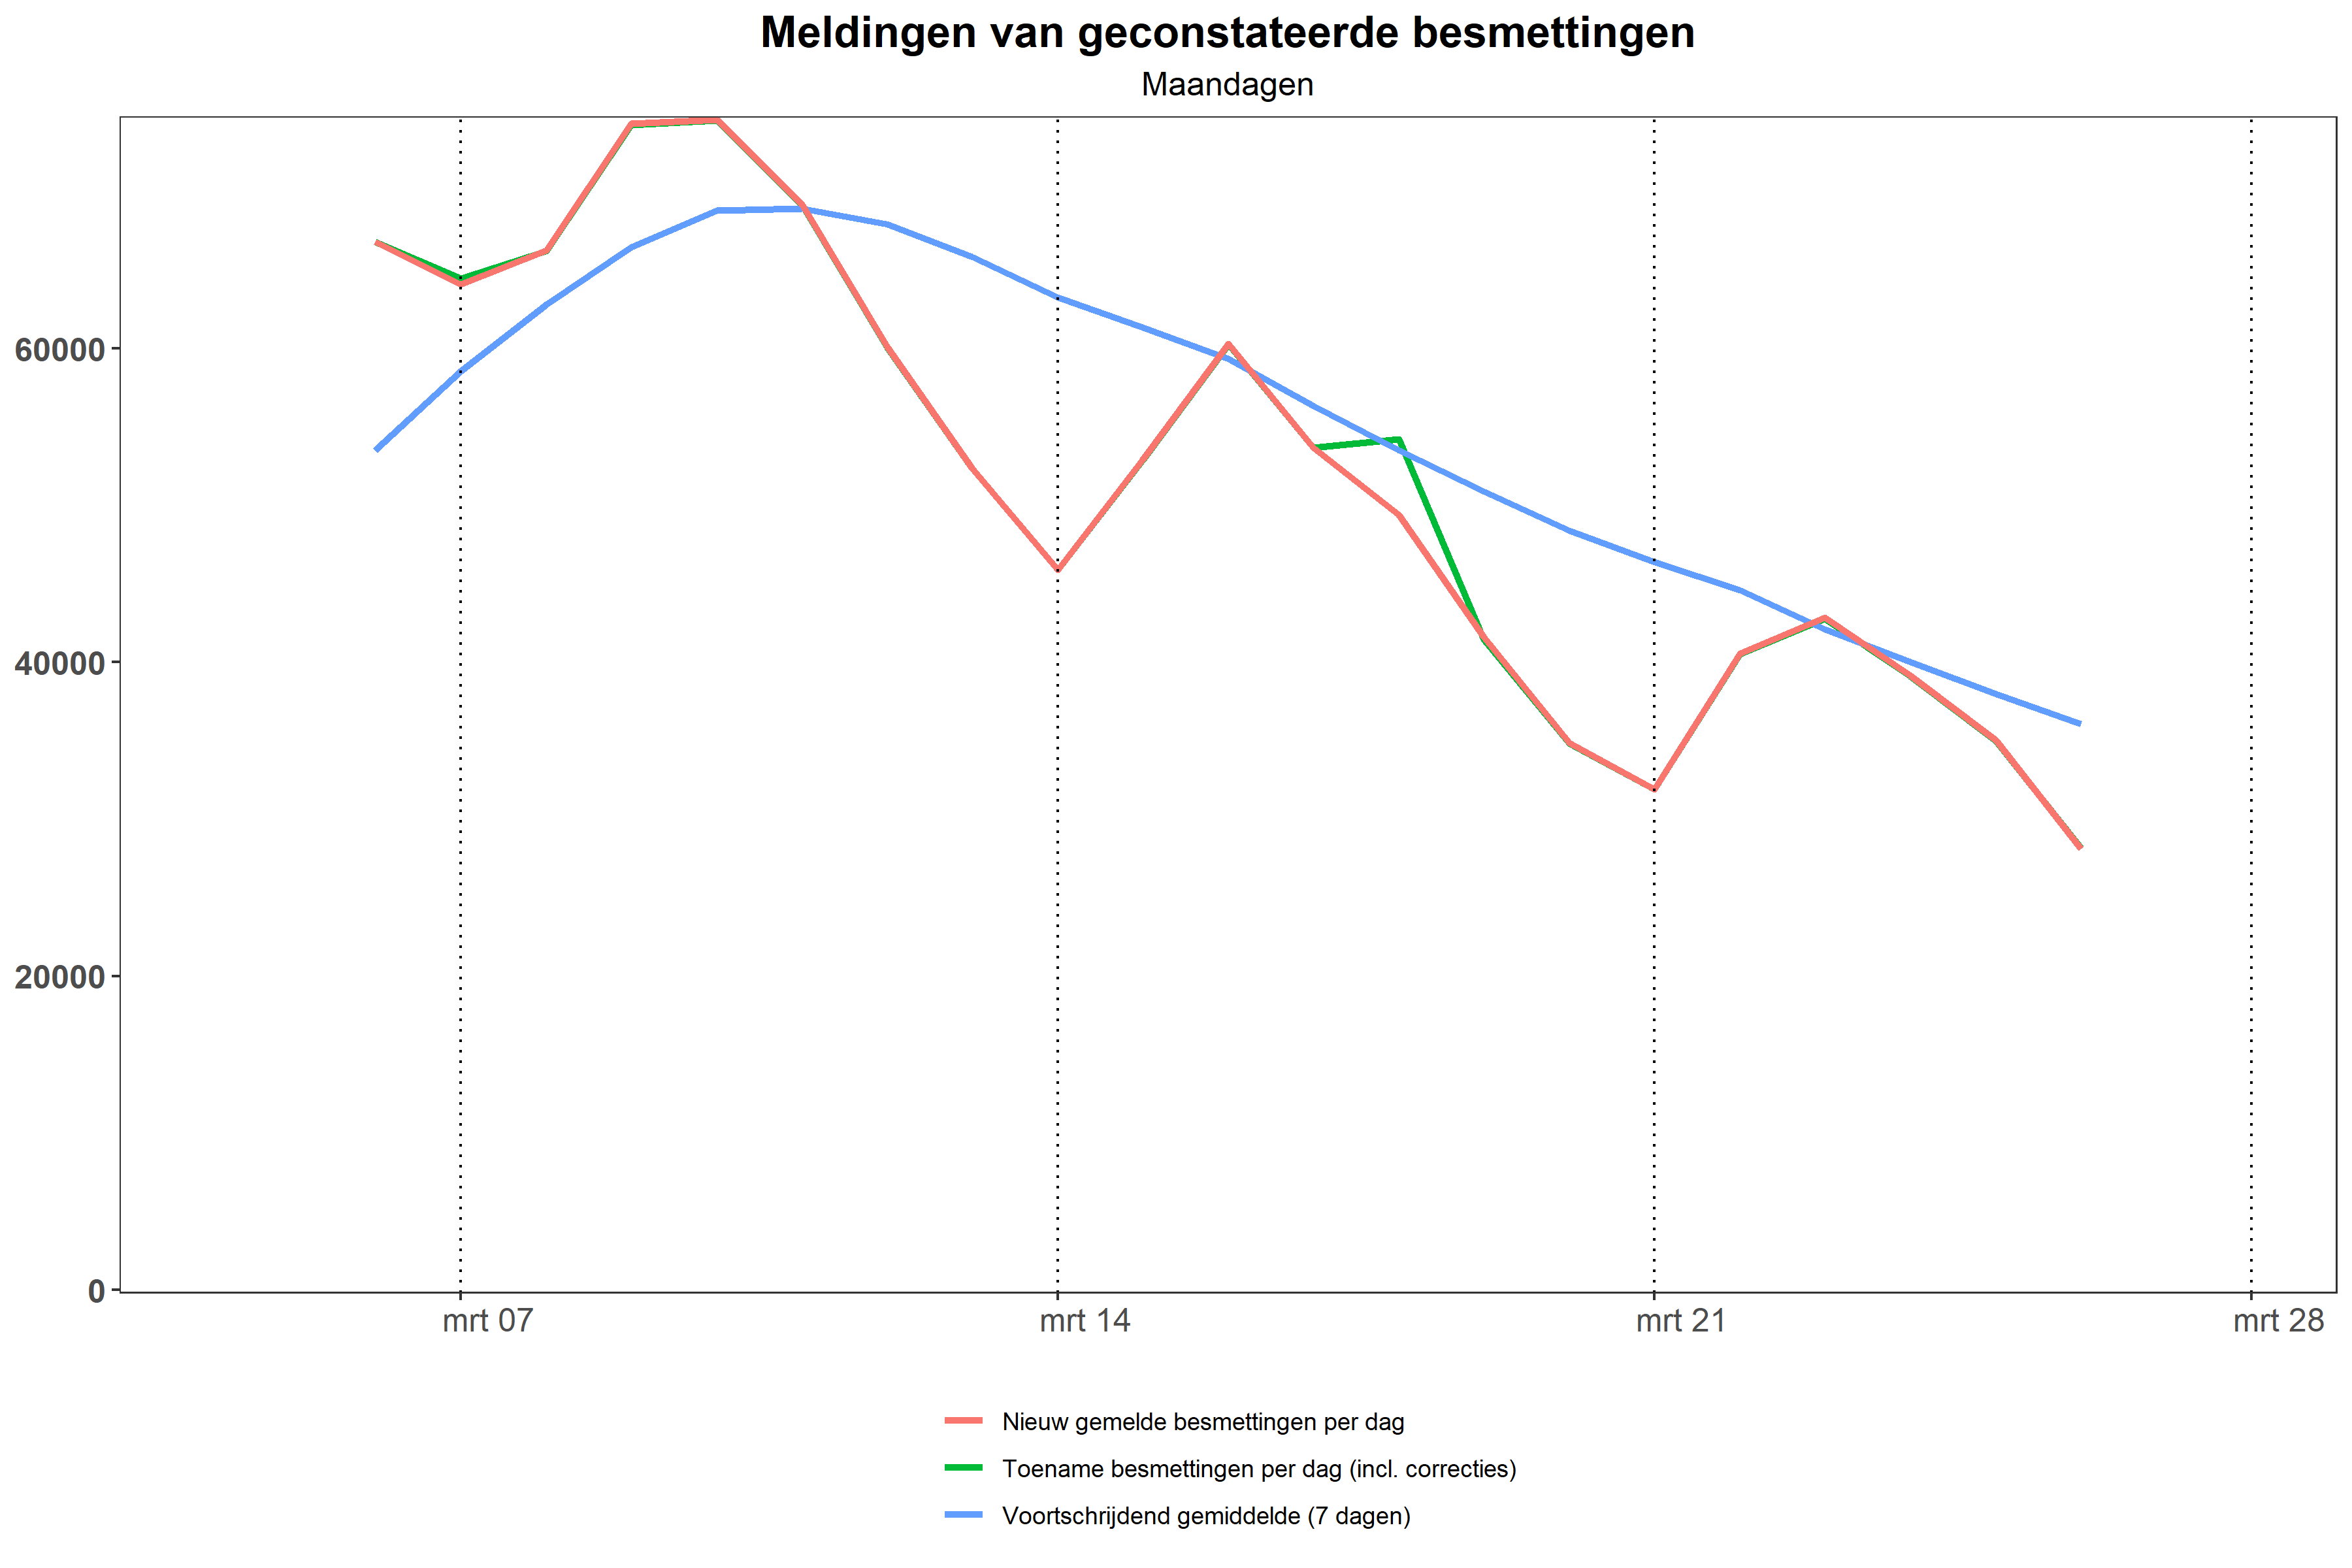 Meldingen van geconstateerde besmettingen
Maandagen
60000
40000
20000
0
mrt 07
mrt 14
mrt 21
mrt 28
Nieuw gemelde besmettingen per dag
Toename besmettingen per dag (incl. correcties)
Voortschrijdend gemiddelde (7 dagen)